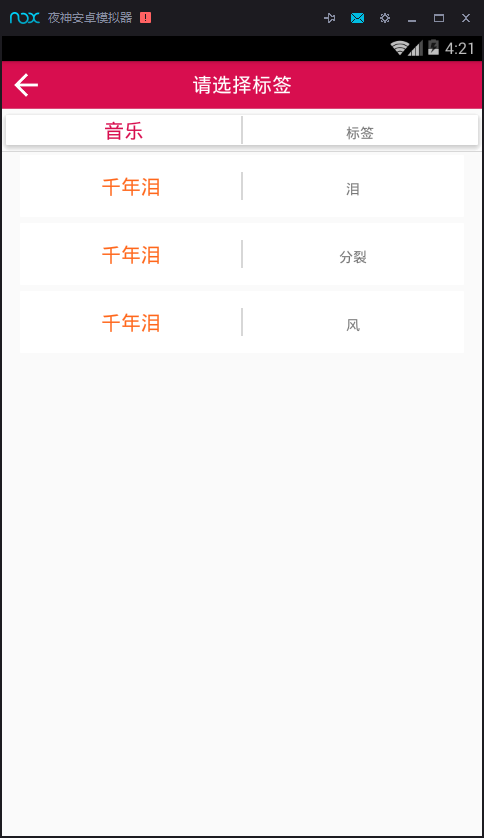 nox 夜神安卓模拟器
4:21
请选择标签
音乐 标签
千年泪 泪
千年泪 分裂
千年泪 风